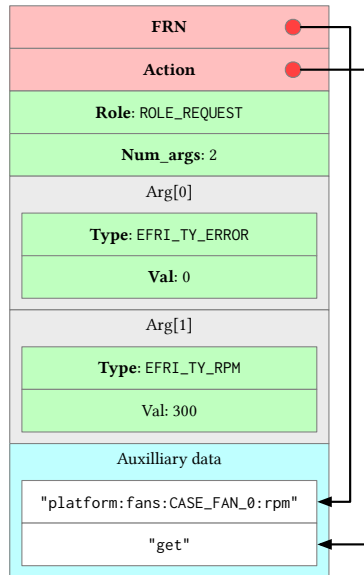 FRN
Action
Role: ROLE_REQUEST
Num_args: 2
Arg[0]
Type: EFRI_TY_ERROR
Val: 0
Arg[1]
Type: EFRI_TY_RPM
Val: 300
Auxilliary data
"platform:fans:CASE_FAN_0:rpm"
"get"